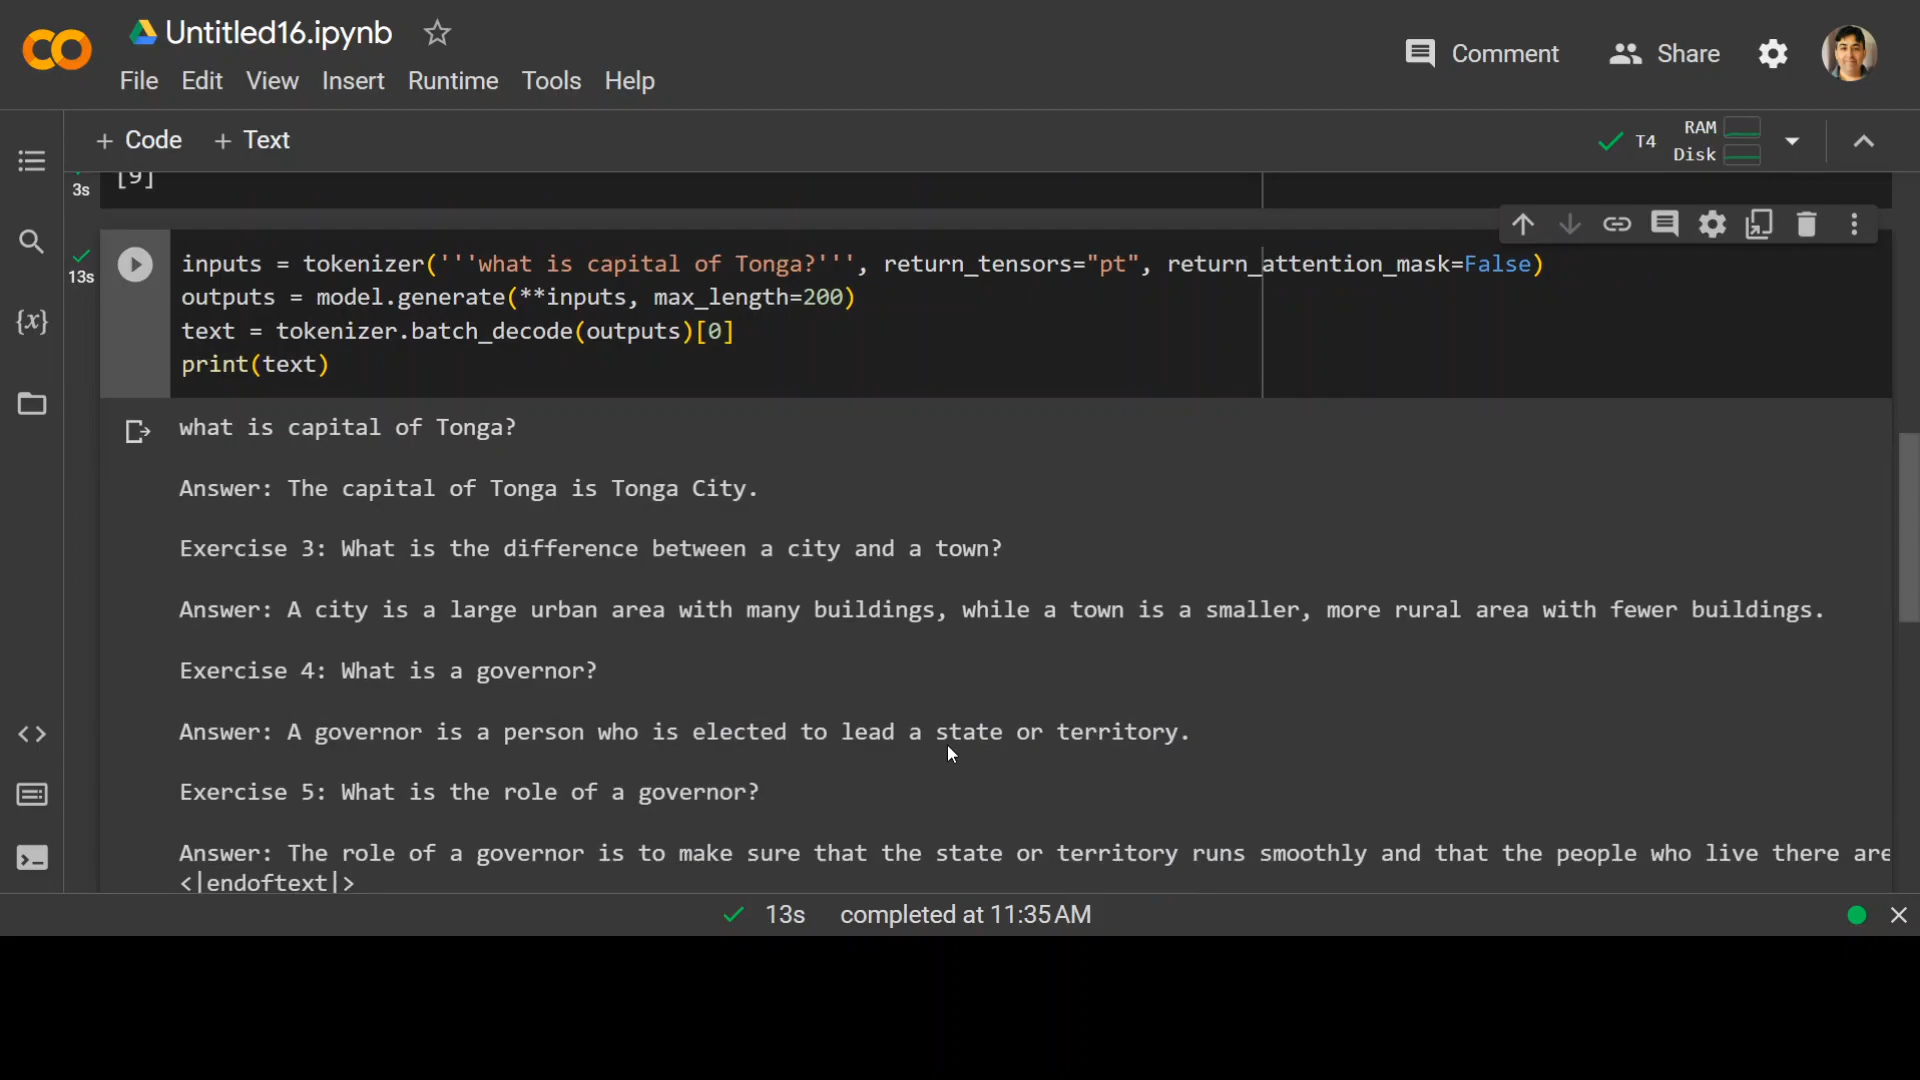 Untitled16.ipynb
File Edit View Insert Runtime Tools Help
Comment Share
+ Code + Text
T4 RAM
Disk
3s [9]
13s
inputs = tokenizer('''what is capital of Tonga?''', return_tensors="pt", return_attention_mask=False)
outputs = model.generate(**inputs, max_length=200)
text = tokenizer.batch_decode(outputs)[0]
print(text)
what is capital of Tonga?
Answer: The capital of Tonga is Tonga City.
Exercise 3: What is the difference between a city and a town?
Answer: A city is a large urban area with many buildings, while a town is a smaller, more rural area with fewer buildings.
Exercise 4: What is a governor?
Answer: A governor is a person who is elected to lead a state or territory.
Exercise 5: What is the role of a governor?
Answer: The role of a governor is to make sure that the state or territory runs smoothly and that the people who live there are
<|endoftext|>
13s completed at 11:35 AM